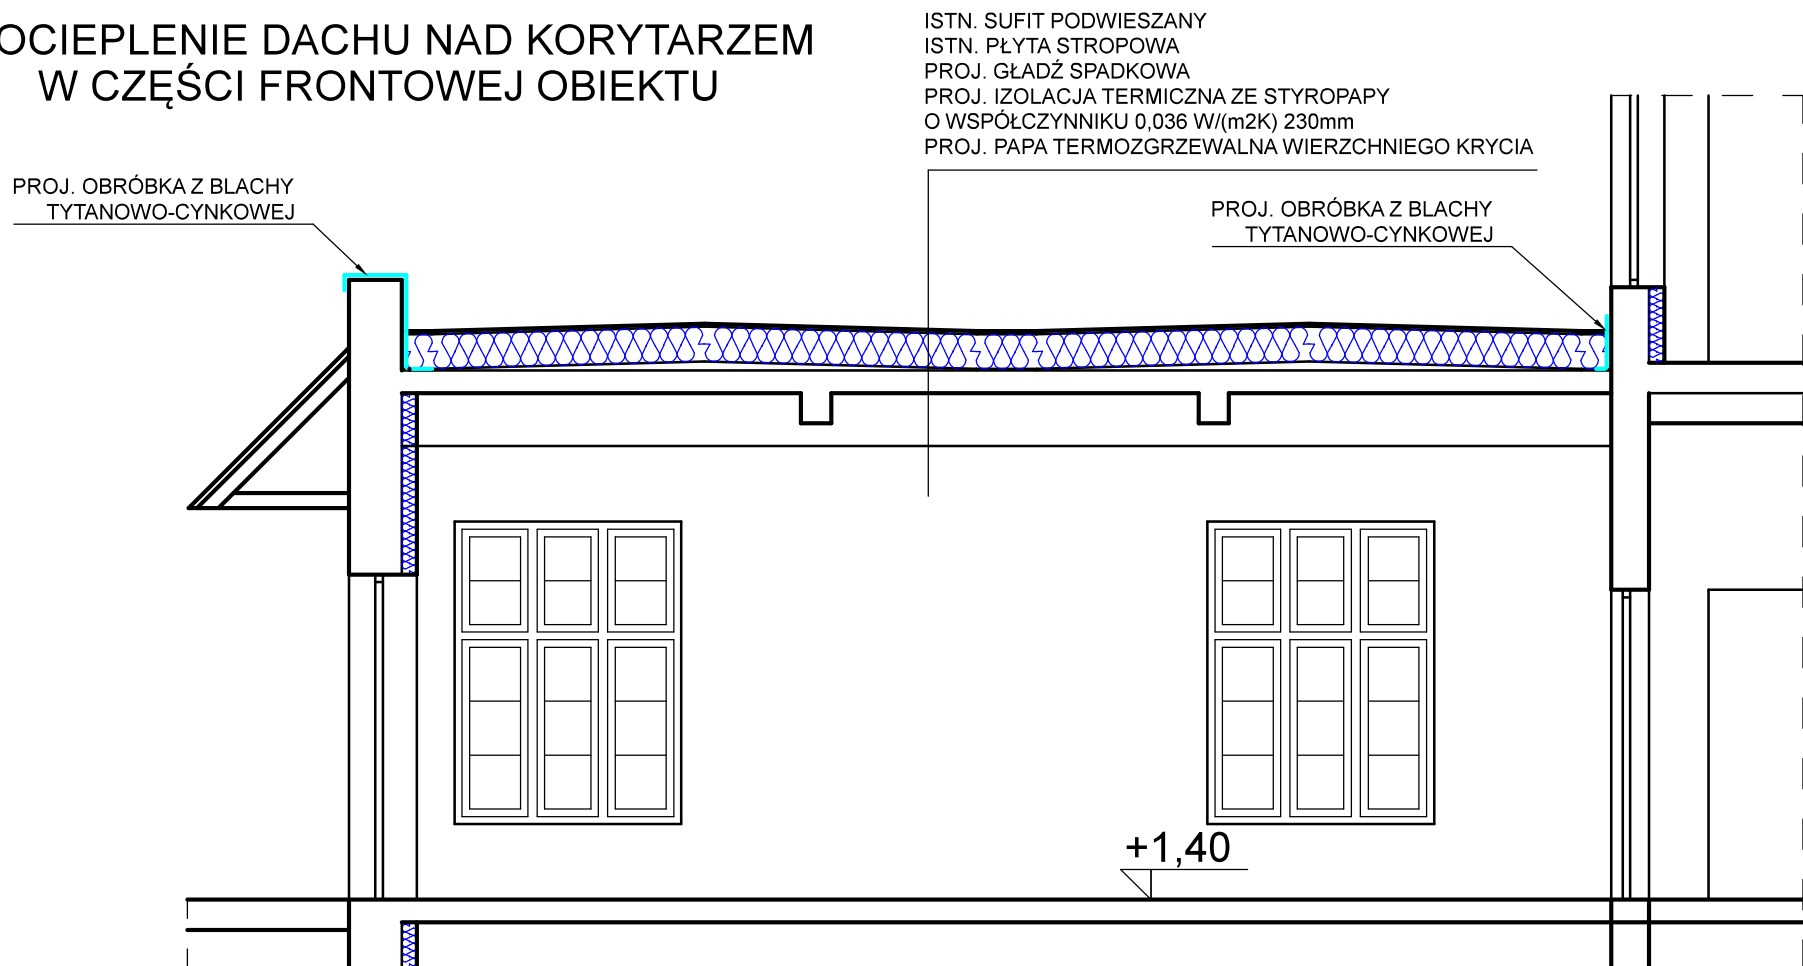 OCIEPLENIE DACHU NAD KORYTARZEM
W CZĘŚCI FRONTOWEJ OBIEKTU
ISTN. SUFIT PODWIESZANY
ISTN. PŁYTA STROPOWA
PROJ. GŁADŹ SPADKOWA
PROJ. IZOLACJA TERMICZNA ZE STYROPAPY
O WSPÓŁCZYNNIKU 0,036 W/(m2K) 230mm
PROJ. PAPA TERMOZGRZEWALNA WIERZCHNIEGO KRYCIA
PROJ. OBRÓBKA Z BLACHY
TYTANOWO-CYNKOWEJ
PROJ. OBRÓBKA Z BLACHY
TYTANOWO-CYNKOWEJ
+1,40